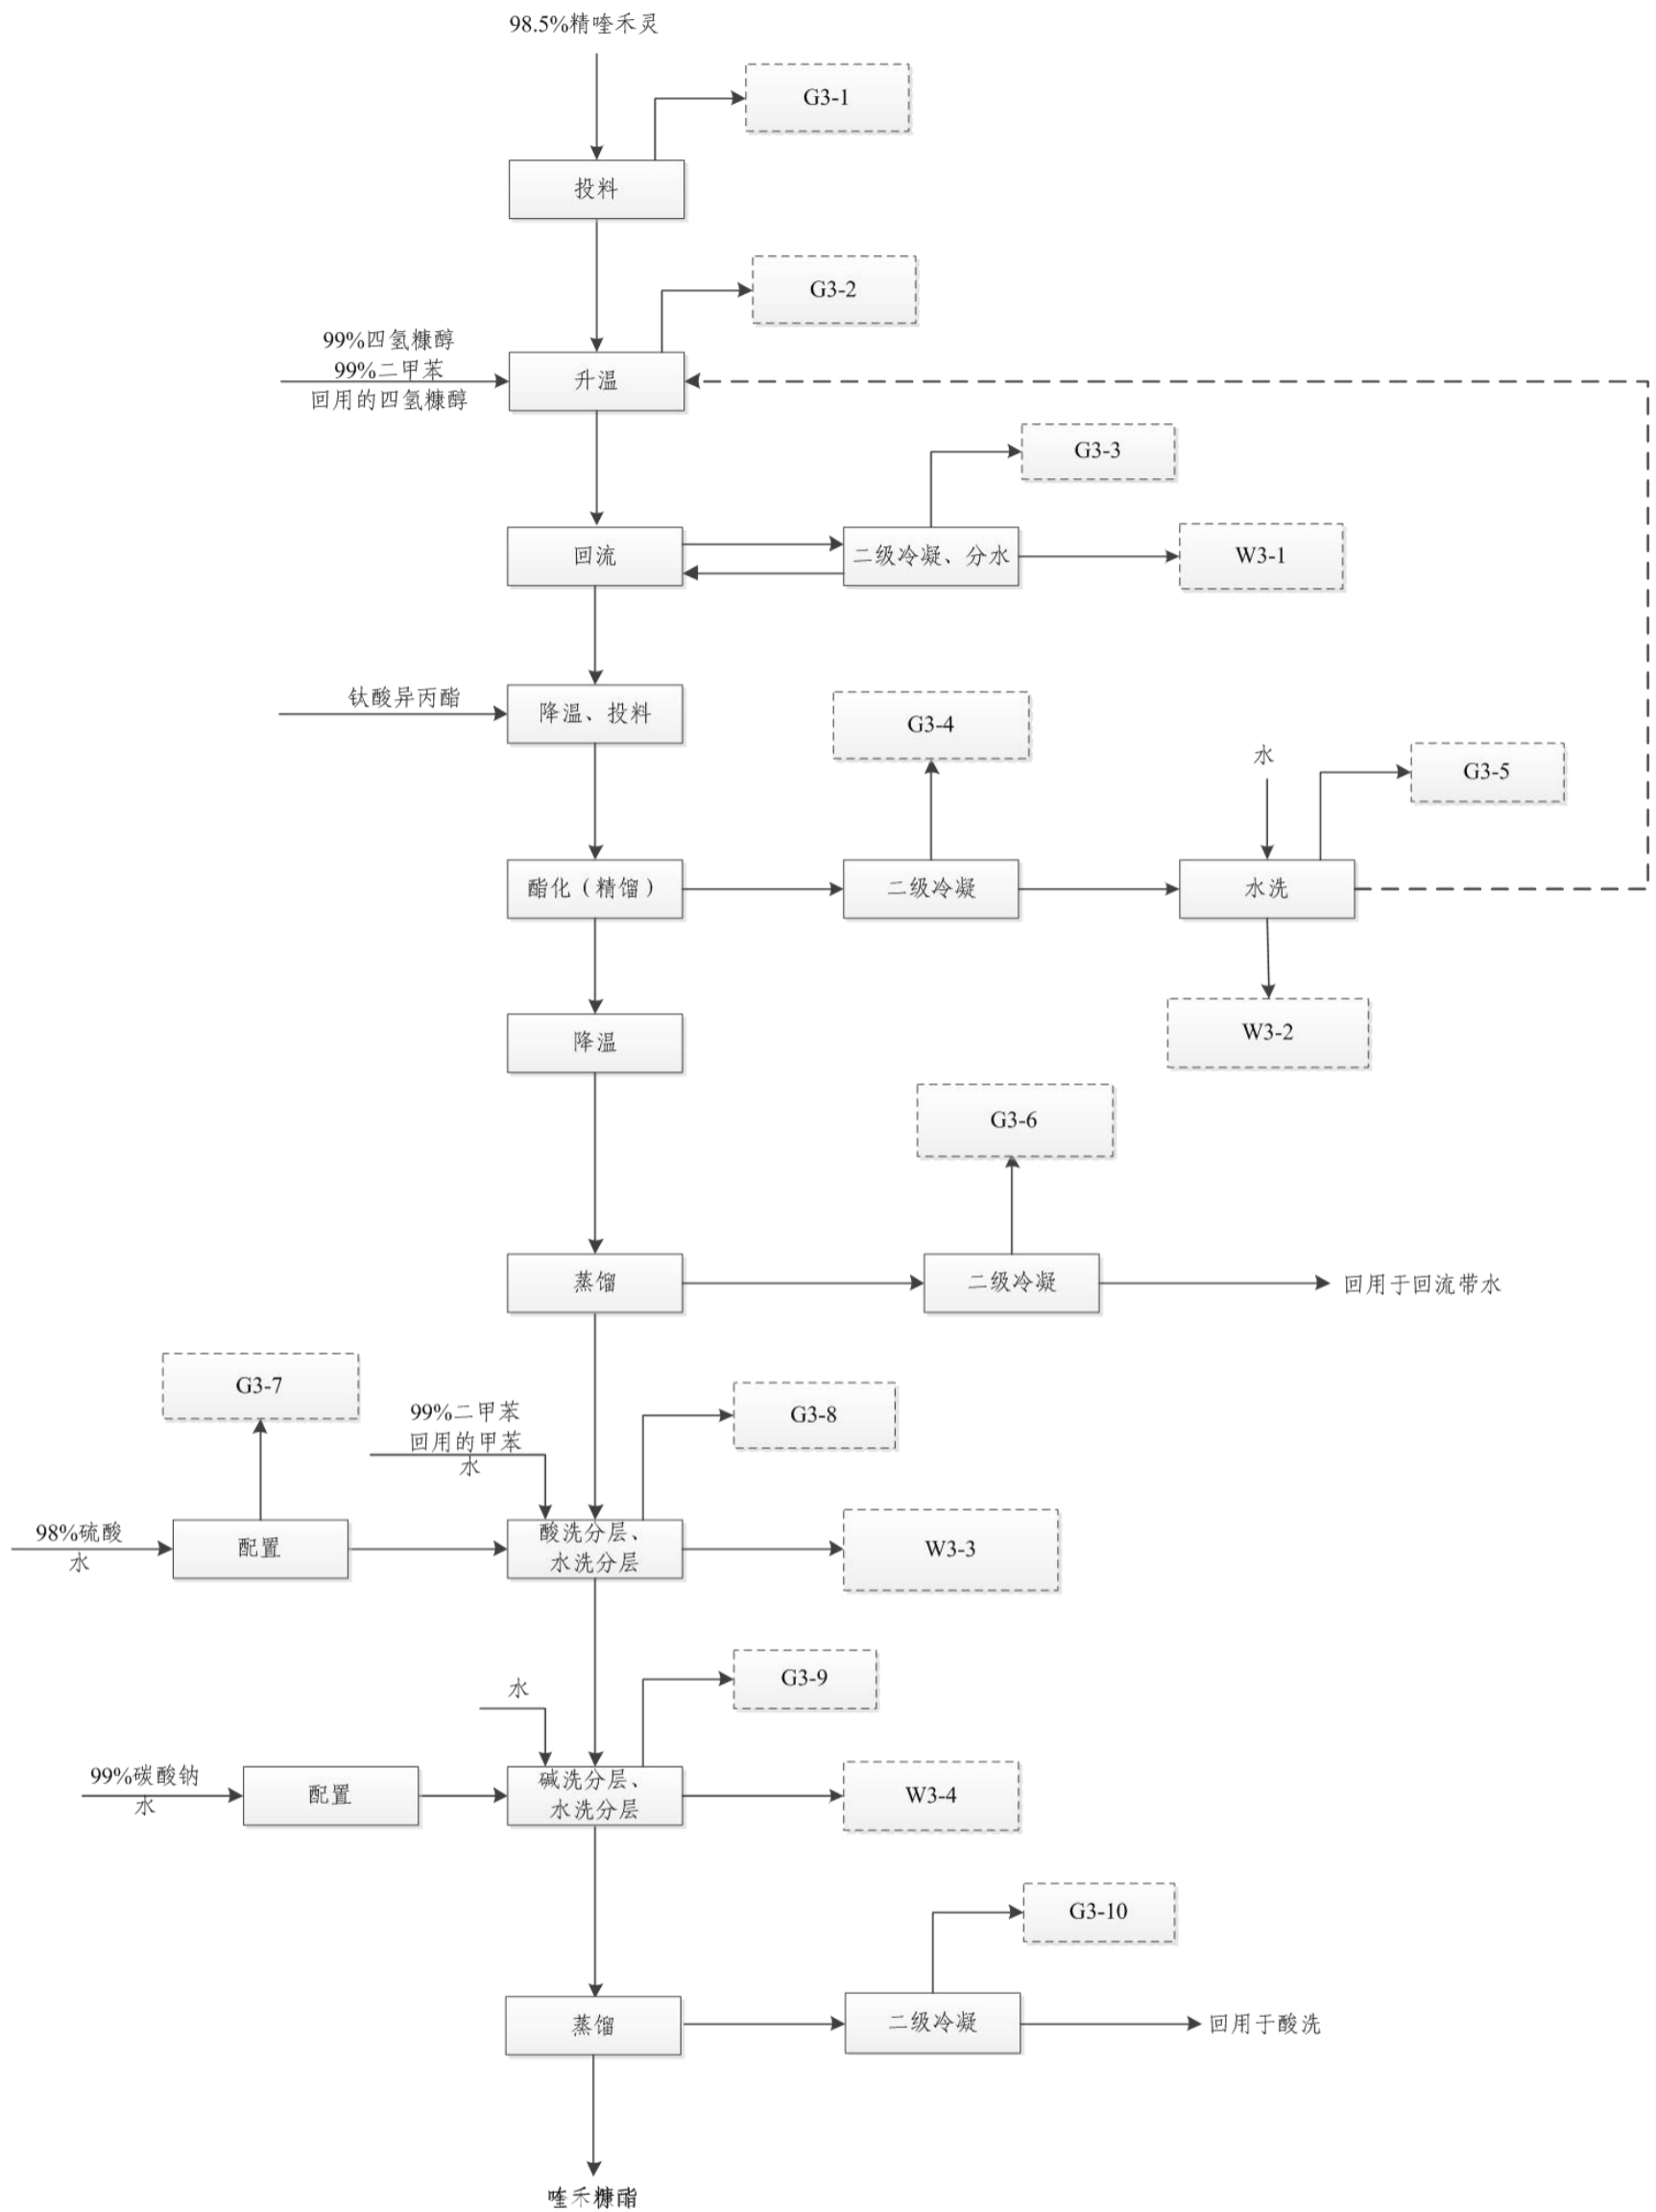 98.5%精喹禾灵
G3-1
投料
G3-2
99%四氢糠醇
99%二甲苯
回用的四氢糠醇
升温
G3-3
回流
二级冷凝、分水
W3-1
钛酸异丙酯
降温、投料
G3-4
水
G3-5
酯化（精馏）
二级冷凝
水洗
W3-2
降温
G3-6
蒸馏
二级冷凝
回用于回流带水
G3-7
99%二甲苯
回用的甲苯
水
G3-8
98%硫酸
水
配置
酸洗分层、
水洗分层
W3-3
水
G3-9
99%碳酸钠
水
配置
碱洗分层、
水洗分层
W3-4
G3-10
蒸馏
二级冷凝
回用于酸洗
喹禾糠酯